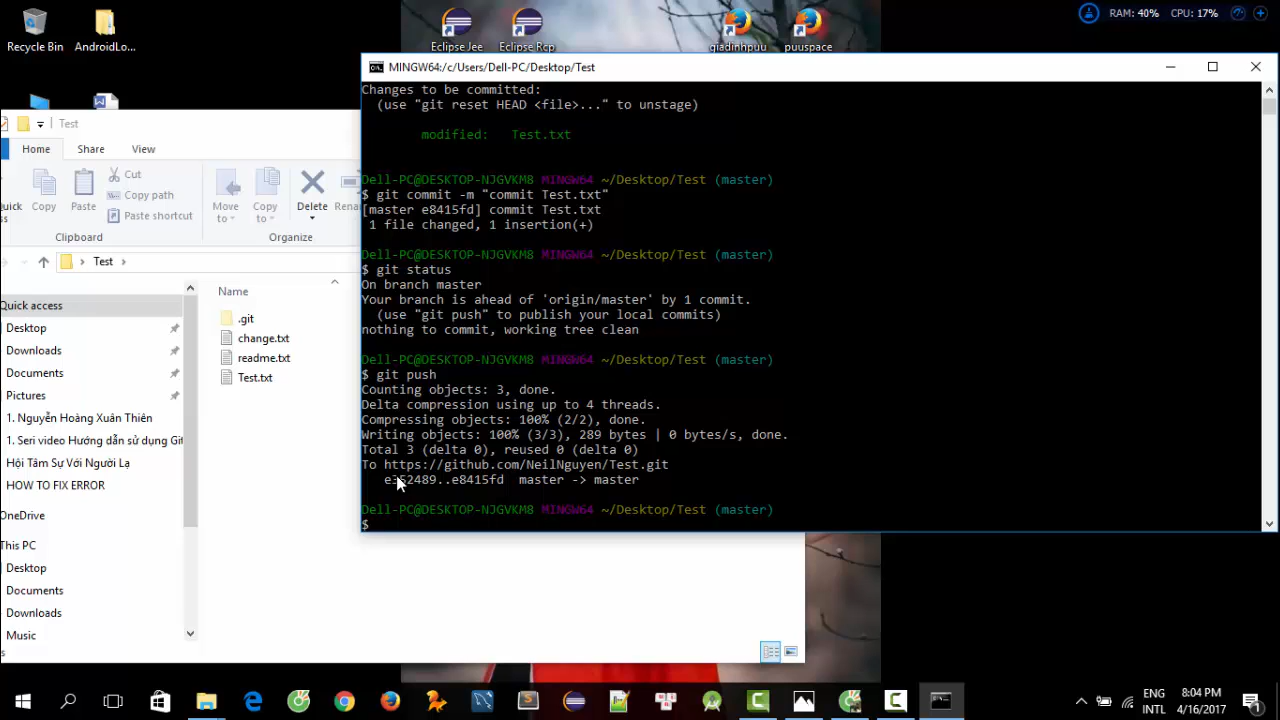 Recycle Bin
AndroidLo...
Eclipse Jee
Eclipse Rcp
giadinhpuu
puuspace
RAM: 40%
CPU: 17%
Test
Home
Share
View
Quick access
Copy
Paste
Cut
Copy path
Paste shortcut
Move
to
Copy
to
Delete
Clipboard
Organize
Test
Name
.git
change.txt
readme.txt
Test.txt
Quick access
Desktop
Downloads
Documents
Pictures
1. Nguyễn Hoàng Xuân Thiên
1. Seri video Hướng dẫn sử dụng Git
Hội Tâm Sự Với Người Lạ
HOW TO FIX ERROR
OneDrive
This PC
Desktop
Documents
Downloads
Music
MINGW64:/c/Users/Dell-PC/Desktop/Test
Changes to be committed:
(use "git reset HEAD <file>..." to unstage)
modified: Test.txt
Dell-PC@DESKTOP-NJGVKM8 MINGW64 ~/Desktop/Test (master)
$ git commit -m "commit Test.txt"
[master e8415fd] commit Test.txt
1 file changed, 1 insertion(+)
Dell-PC@DESKTOP-NJGVKM8 MINGW64 ~/Desktop/Test (master)
$ git status
On branch master
Your branch is ahead of 'origin/master' by 1 commit.
(use "git push" to publish your local commits)
nothing to commit, working tree clean
Dell-PC@DESKTOP-NJGVKM8 MINGW64 ~/Desktop/Test (master)
$ git push
Counting objects: 3, done.
Delta compression using up to 4 threads.
Compressing objects: 100% (2/2), done.
Writing objects: 100% (3/3), 289 bytes | 0 bytes/s, done.
Total 3 (delta 0), reused 0 (delta 0)
To https://github.com/NeilNguyen/Test.git
e352489..e8415fd master -> master
Dell-PC@DESKTOP-NJGVKM8 MINGW64 ~/Desktop/Test (master)
$
ENG
INTL
8:04 PM
4/16/2017